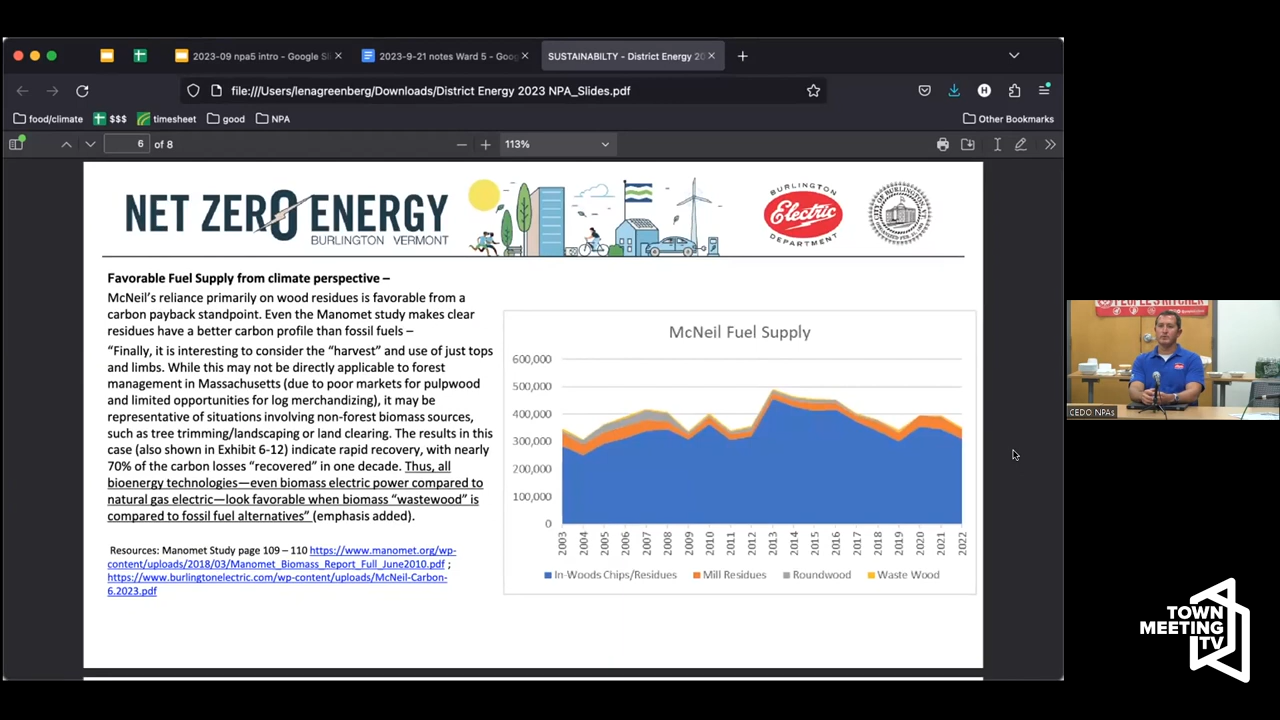 2023-09 npa5 intro - Google Sl
2023-9-21 notes Ward 5 - Goog
SUSTAINABILTY - District Energy 20
file:///Users/lenagreenberg/Downloads/District Energy 2023 NPA_Slides.pdf
H
food/climate
$$$
timesheet
good
NPA
Other Bookmarks
6 of 8
113%
NET ZERO ENERGY
BURLINGTON VERMONT
BURLINGTON
Electric
DEPARTMENT
Favorable Fuel Supply from climate perspective –
McNeil's reliance primarily on wood residues is favorable from a
carbon payback standpoint. Even the Manomet study makes clear
residues have a better carbon profile than fossil fuels –
"Finally, it is interesting to consider the "harvest" and use of just tops
and limbs. While this may not be directly applicable to forest
management in Massachusetts (due to poor markets for pulpwood
and limited opportunities for log merchandizing), it may be
representative of situations involving non-forest biomass sources,
such as tree trimming/landscaping or land clearing. The results in this
case (also shown in Exhibit 6-12) indicate rapid recovery, with nearly
70% of the carbon losses "recovered" in one decade. Thus, all
bioenergy technologies—even biomass electric power compared to
natural gas electric—look favorable when biomass "wastewood" is
compared to fossil fuel alternatives" (emphasis added).
Resources: Manomet Study page 109 – 110 https://www.manomet.org/wp-
content/uploads/2018/03/Manomet_Biomass_Report_Full_June2010.pdf ;
https://www.burlingtonelectric.com/wp-content/uploads/McNeil-Carbon-
6.2023.pdf
McNeil Fuel Supply
600,000
500,000
400,000
300,000
200,000
100,000
0
2003 2004 2005 2006 2007 2008 2009 2010 2011 2012 2013 2014 2015 2016 2017 2018 2019 2020 2021 2022
In-Woods Chips/Residues Mill Residues Roundwood Waste Wood
PEOPLE'S KITCHEN
CEDO NPAs
TOWN
MEETING
TV